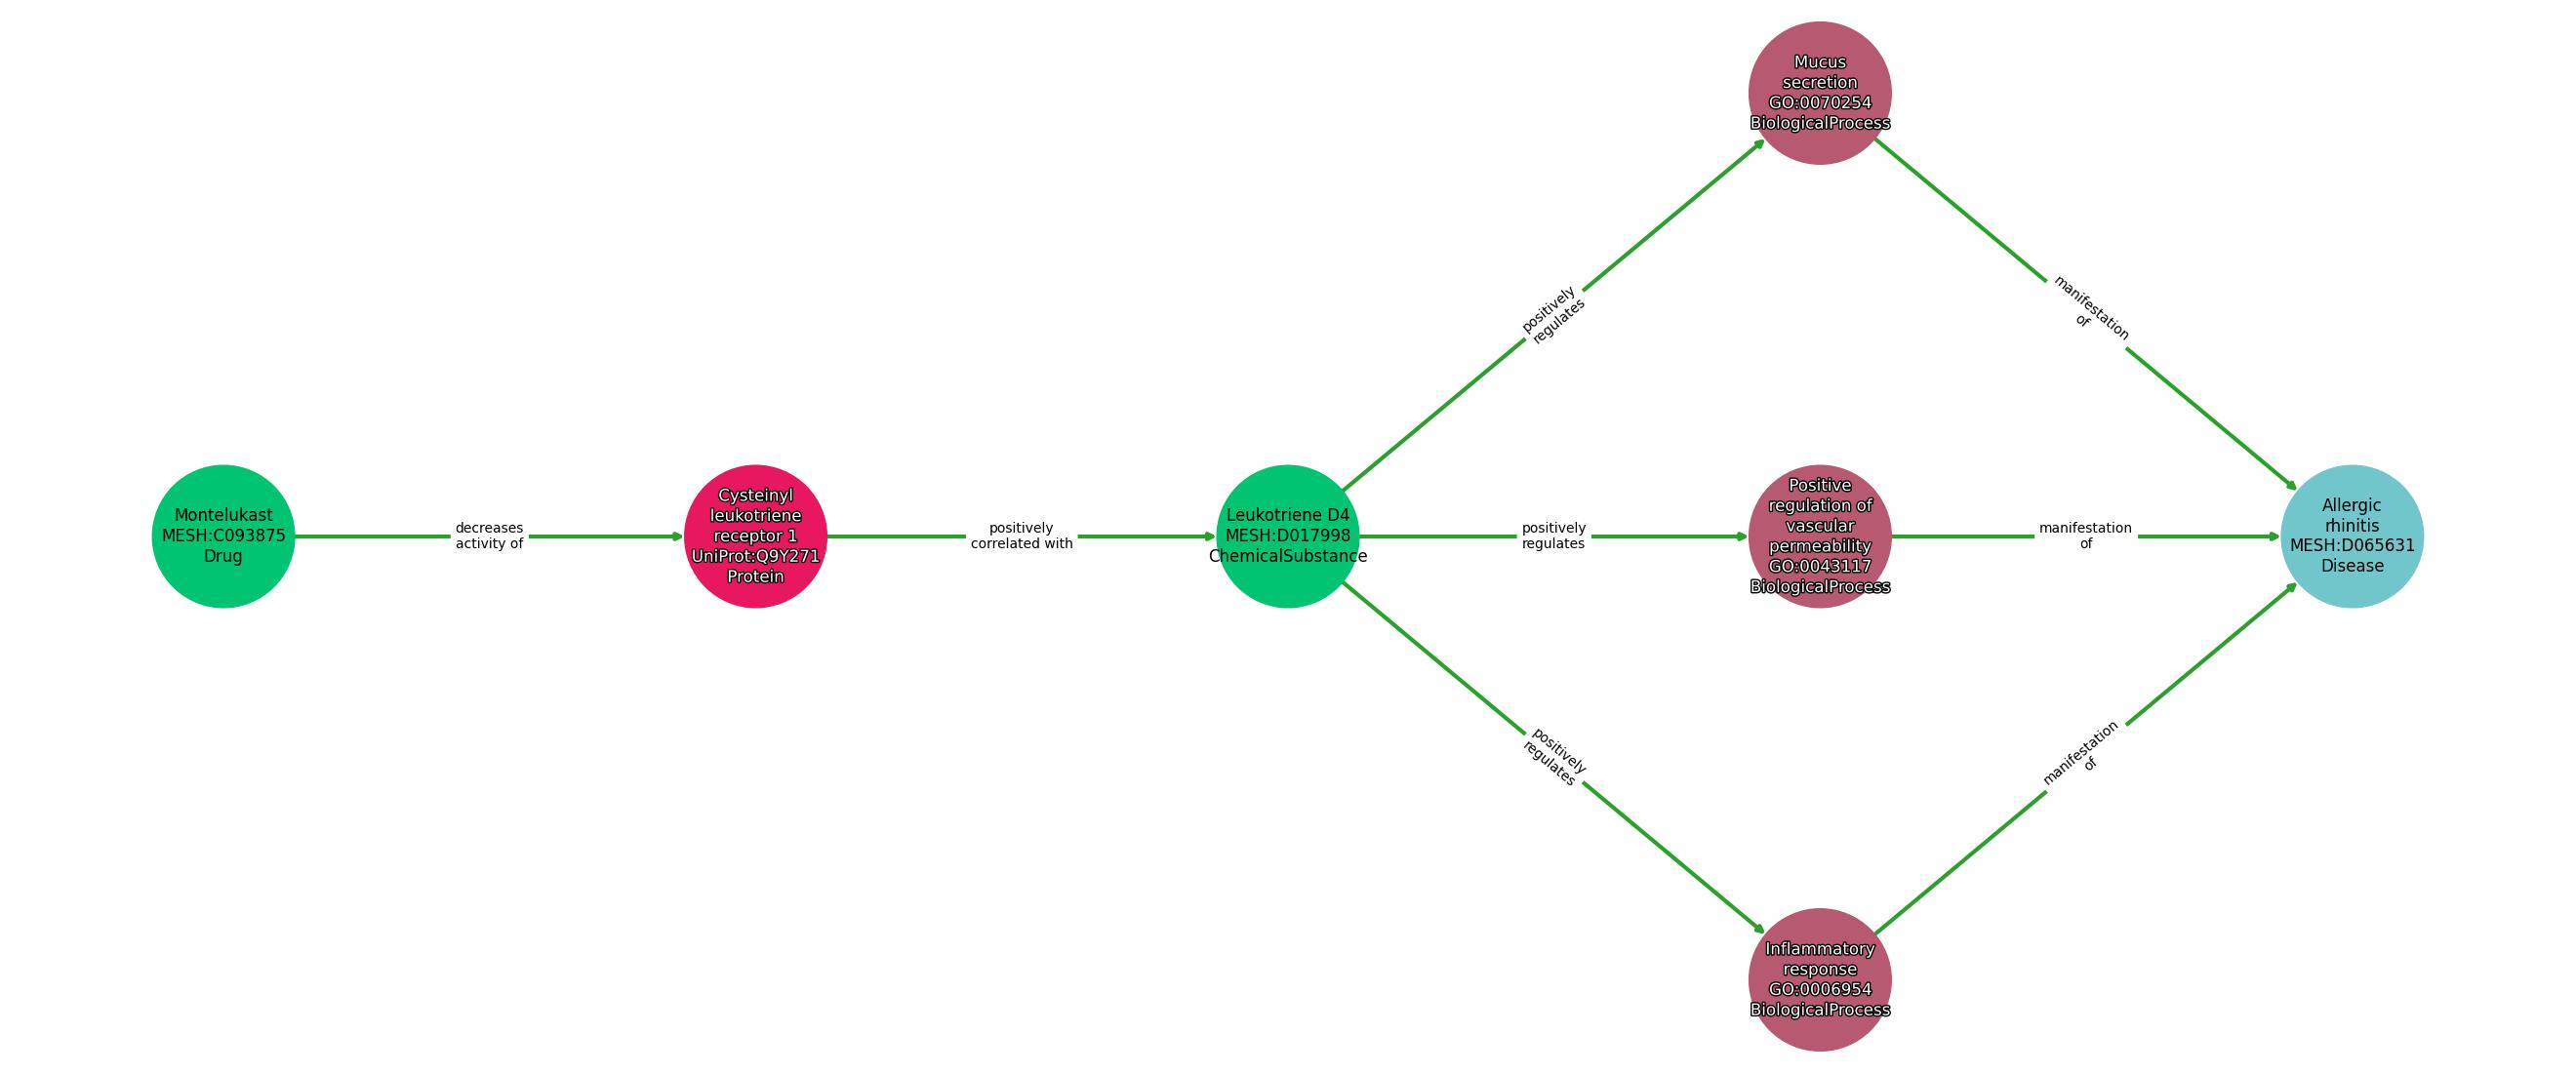 Mucus
secretion
GO:0070254
BiologicalProcess
positively
regulates
manifestation
of
Montelukast
MESH:C093875
Drug
decreases
activity of
Cysteinyl
leukotriene
receptor 1
UniProt:Q9Y271
Protein
positively
correlated with
Leukotriene D4
MESH:D017998
ChemicalSubstance
positively
regulates
Positive
regulation of
vascular
permeability
GO:0043117
BiologicalProcess
manifestation
of
Allergic
rhinitis
MESH:D065631
Disease
positively
regulates
manifestation
of
Inflammatory
response
GO:0006954
BiologicalProcess